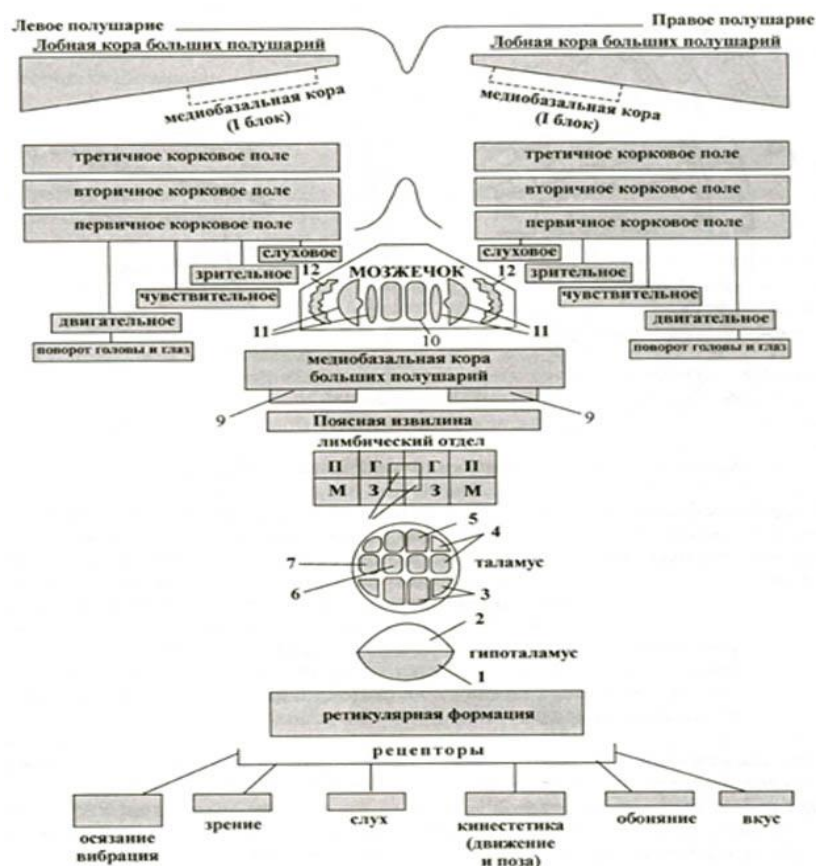 Левое полушарие
Правое полушарие
Лобная кора больших полушарий
Лобная кора больших полушарий
медиобазальная кора
(I блок)
медиобазальная кора
(I блок)
третичное корковое поле
третичное корковое поле
вторичное корковое поле
вторичное корковое поле
первичное корковое поле
первичное корковое поле
слуховое
слуховое
зрительное
12
МОЗЖЕЧОК
12
зрительное
чувствительное
чувствительное
двигательное
11
10
11
двигательное
поворот головы и глаз
поворот головы и глаз
медиобазальная кора
больших полушарий
9
9
Поясная извилина
лимбический отдел
П Г Г П
М З З М
5
4
7
таламус
6
3
2
гипоталамус
1
ретикулярная формация
рецепторы
осязание
вибрация
зрение
слух
кинестетика
(движение
и поза)
обоняние
вкус